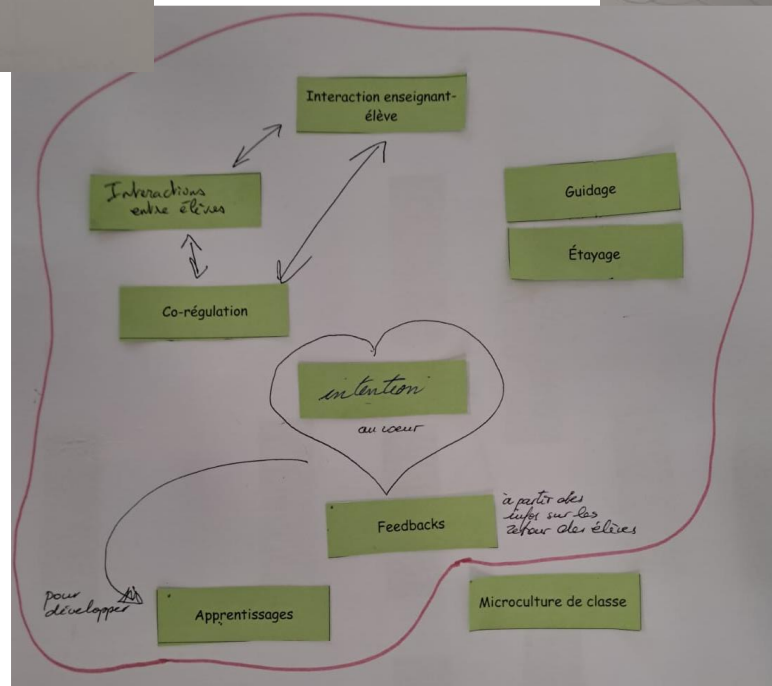 Interaction enseignant-
élève
Interactions
entre élèves
Guidage
Étayage
Co-régulation
intention
au coeur
Feedbacks
à partir des
infos sur les
retour des élèves
pour
développer
Apprentissages
Microculture de classe